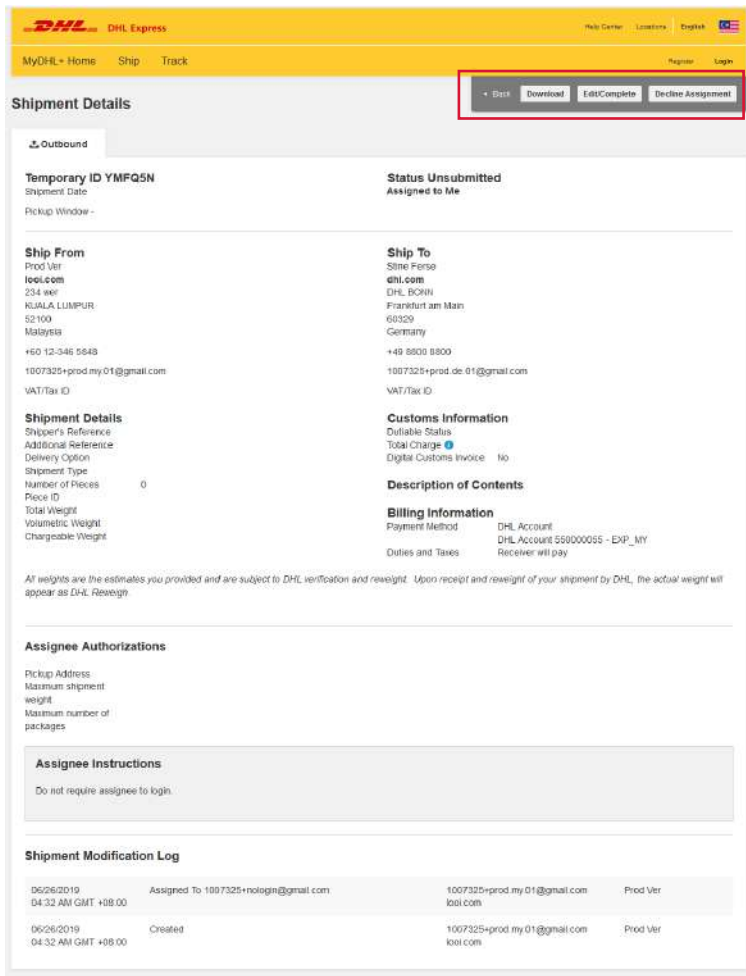 DHL DHL Express
Help Center Locations English
MyDHL+ Home Ship Track
Register Login
Back Download Edit/Complete Decline Assignment
Shipment Details
Outbound
Temporary ID YMFQ5N
Shipment Date
Pickup Window -
Status Unsubmitted
Assigned to Me
Ship From
Prod Ver
looi.com
234 wer
KUALA LUMPUR
52100
Malaysia
+60 12-346 5848
1007325+prod.my.01@gmail.com
VAT/Tax ID
Ship To
Stine Ferse
dhl.com
DHL BONN
Frankfurt am Main
60329
Germany
+49 8800 8800
1007325+prod.de.01@gmail.com
VAT/Tax ID
Shipment Details
Shipper's Reference
Additional Reference
Delivery Option
Shipment Type
Number of Pieces 0
Piece ID
Total Weight
Volumetric Weight
Chargeable Weight
Customs Information
Dutiable Status
Total Charge
Digital Customs Invoice No
Description of Contents
Billing Information
Payment Method DHL Account
DHL Account 550000055 - EXP_MY
Duties and Taxes Receiver will pay
All weights are the estimates you provided and are subject to DHL verification and reweight. Upon receipt and reweight of your shipment by DHL, the actual weight will
appear as DHL Reweigh.
Assignee Authorizations
Pickup Address
Maximum shipment
weight
Maximum number of
packages
Assignee Instructions
Do not require assignee to login.
Shipment Modification Log
06/26/2019 Assigned To 1007325+nologin@gmail.com 1007325+prod.my.01@gmail.com Prod Ver
04:32 AM GMT +08:00 looi.com
06/26/2019 Created 1007325+prod.my.01@gmail.com Prod Ver
04:32 AM GMT +08:00 looi.com